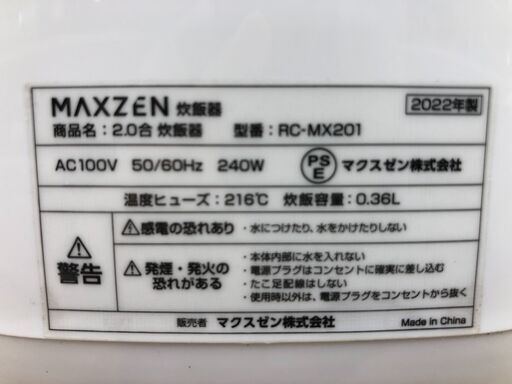 MAXZEN 炊飯器 2022年製
商品名：2.0合 炊飯器 型番：RC-MX201
AC100V 50/60Hz 240W PS E マクスゼン株式会社
温度ヒューズ：216℃ 炊飯容量：0.36L
警告
感電の恐れあり ・水につけたり、水をかけたりしない
発煙・発火の恐れがある
・本体内部に水を入れない
・電源プラグはコンセントに確実に差し込む
・たこ足配線はしない
・使用時以外は、電源プラグをコンセントから抜く
販売者 マクスゼン株式会社 Made in China